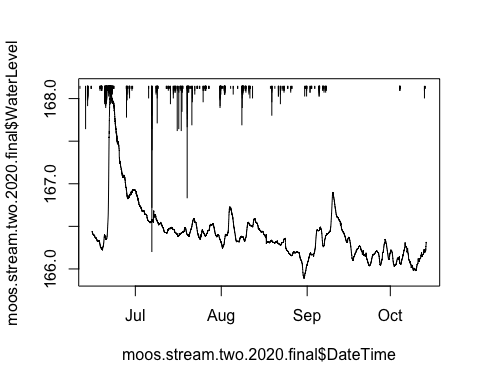 moos.stream.two.2020.final$WaterLevel
168.0
167.0
166.0
Jul Aug Sep Oct
moos.stream.two.2020.final$DateTime